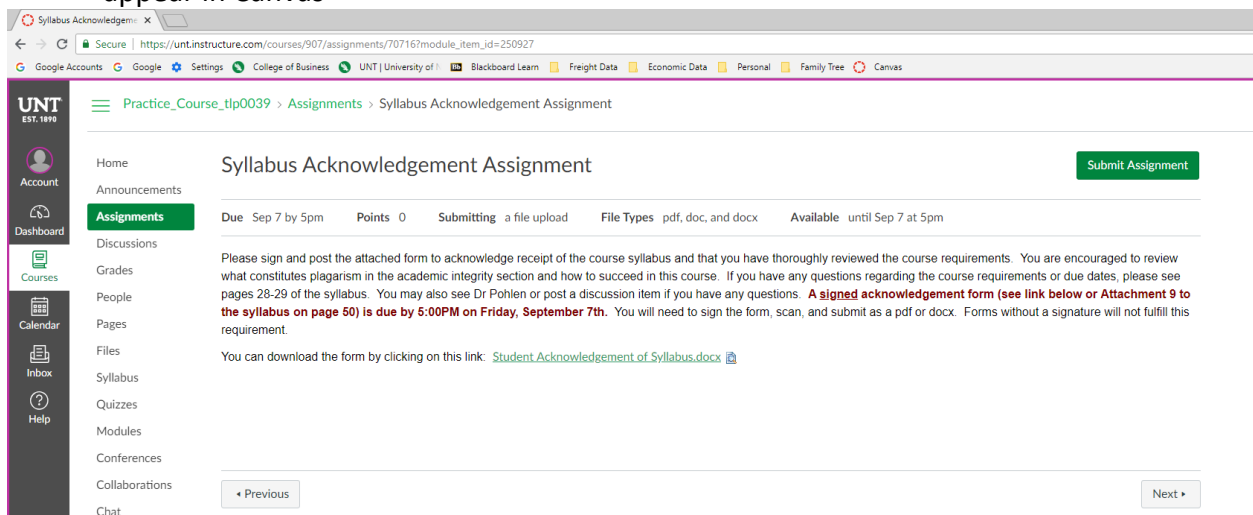 appear in Canvas
Syllabus Acknowledgeme
Secure | https://unt.instructure.com/courses/907/assignments/70716?module_item_id=250927
Google Accounts Google Settings College of Business UNT | University of Bb Blackboard Learn Freight Data Economic Data Personal Family Tree Canvas
UNT
EST. 1890
Practice_Course_tlp0039 > Assignments > Syllabus Acknowledgement Assignment
Account
Dashboard
Courses
Calendar
Inbox
Help
Home
Announcements
Assignments
Discussions
Grades
People
Pages
Files
Syllabus
Quizzes
Modules
Conferences
Collaborations
Chat
Syllabus Acknowledgement Assignment
Submit Assignment
Due Sep 7 by 5pm Points 0 Submitting a file upload File Types pdf, doc, and docx Available until Sep 7 at 5pm
Please sign and post the attached form to acknowledge receipt of the course syllabus and that you have thoroughly reviewed the course requirements. You are encouraged to review
what constitutes plagarism in the academic integrity section and how to succeed in this course. If you have any questions regarding the course requirements or due dates, please see
pages 28-29 of the syllabus. You may also see Dr Pohlen or post a discussion item if you have any questions. A signed acknowledgement form (see link below or Attachment 9 to
the syllabus on page 50) is due by 5:00PM on Friday, September 7th. You will need to sign the form, scan, and submit as a pdf or docx. Forms without a signature will not fulfill this
requirement.
You can download the form by clicking on this link: Student Acknowledgement of Syllabus.docx
Previous
Next